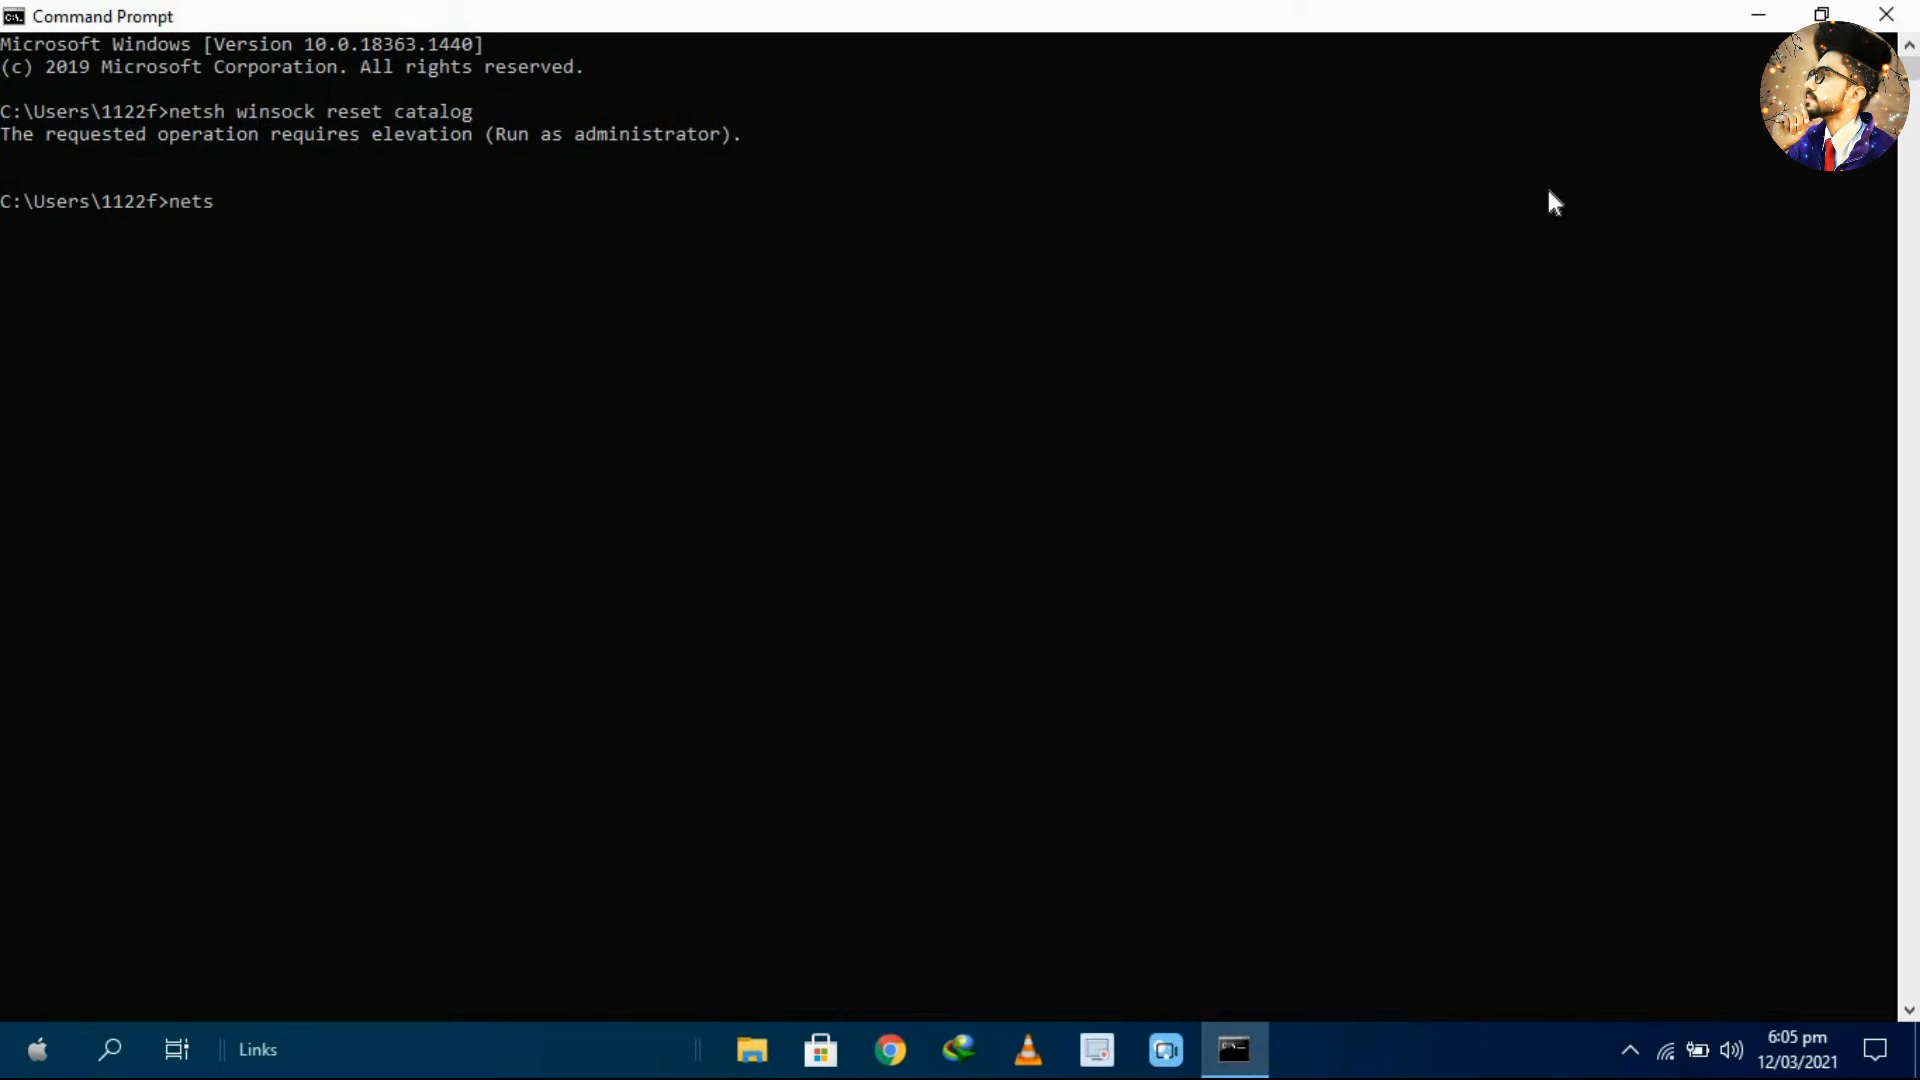 Command Prompt
Microsoft Windows [Version 10.0.18363.1440]
(c) 2019 Microsoft Corporation. All rights reserved.
C:\Users\1122f>netsh winsock reset catalog
The requested operation requires elevation (Run as administrator).
C:\Users\1122f>nets
Links
6:05 pm
12/03/2021